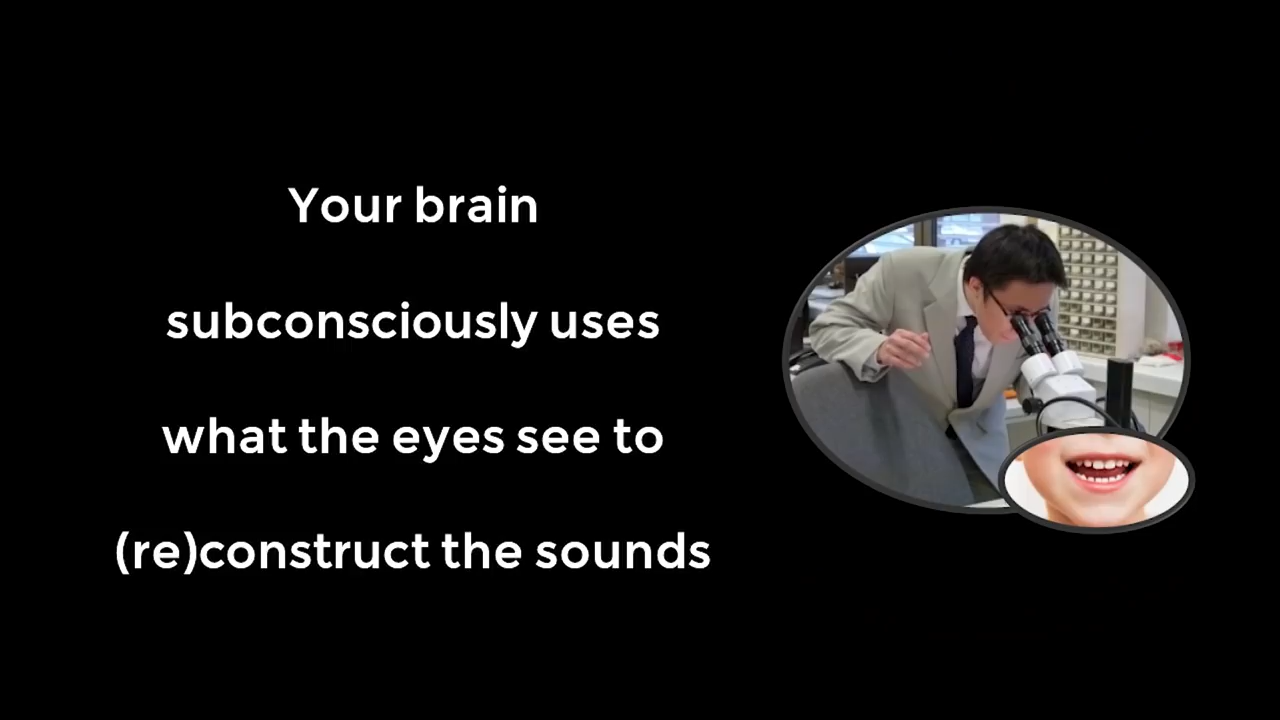 Your brain
subconsciously uses
what the eyes see to
(re)construct the sounds